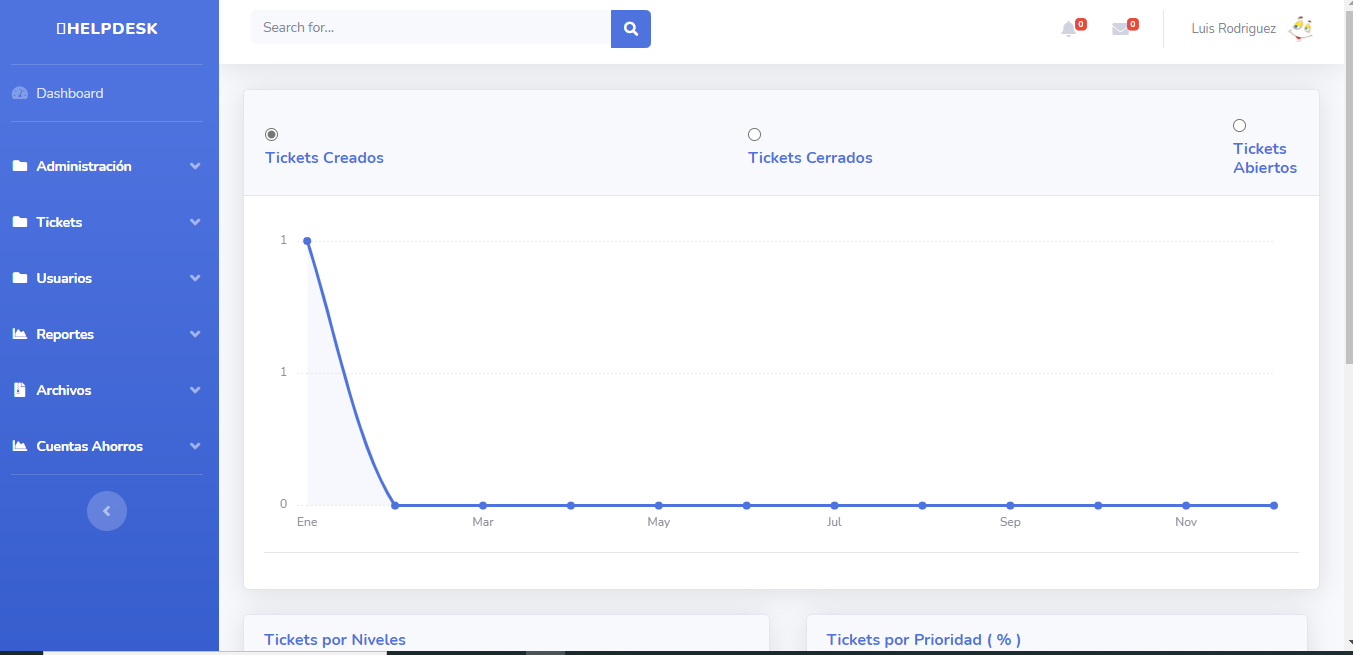 HELPDESK
Search for...
0
0
Luis Rodriguez
Dashboard
Administración
Tickets
Usuarios
Reportes
Archivos
Cuentas Ahorros
Tickets Creados
Tickets Cerrados
Tickets
Abiertos
1
1
0
Ene
Mar
May
Jul
Sep
Nov
Tickets por Niveles
Tickets por Prioridad ( % )